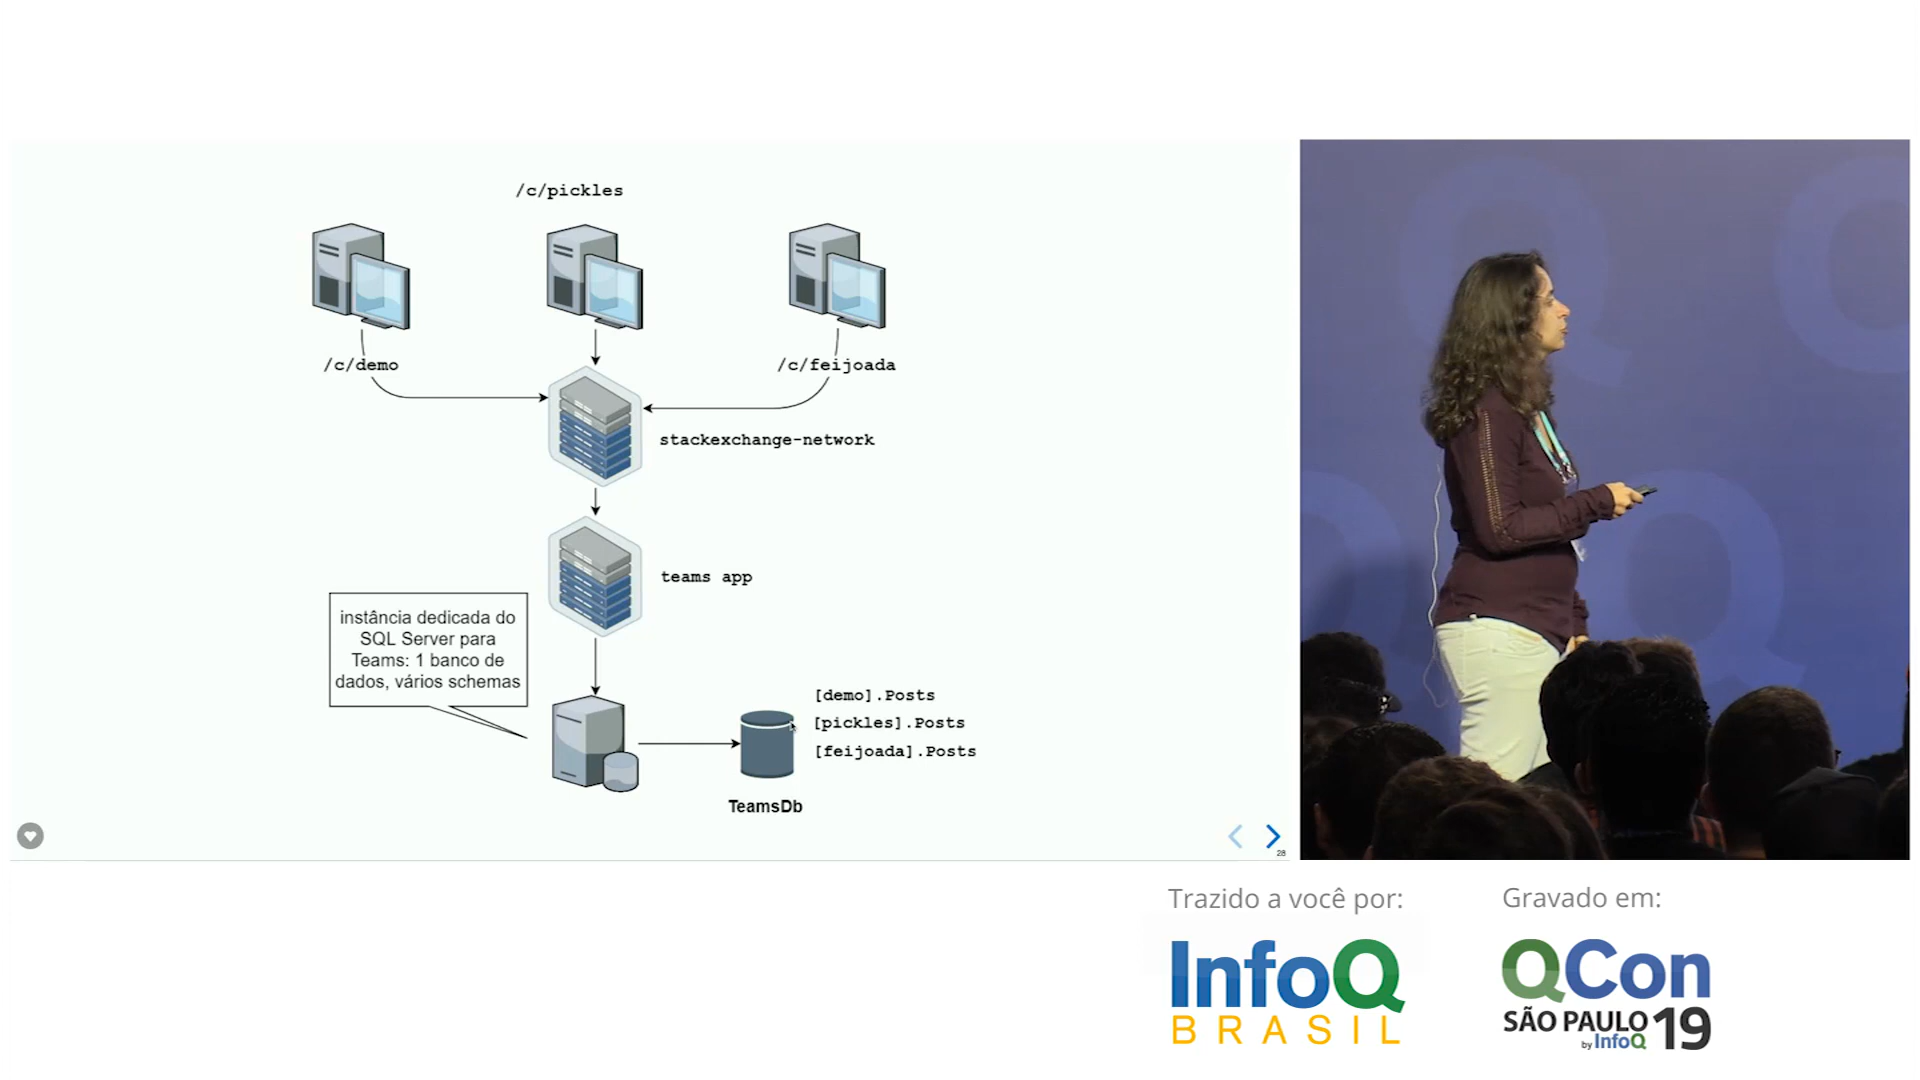 /c/pickles
/c/demo
/c/feijoada
stackexchange-network
teams app
instância dedicada do
SQL Server para
Teams: 1 banco de
dados, vários schemas
[demo].Posts
[pickles].Posts
[feijoada].Posts
TeamsDb
28
Trazido a você por:
InfoQ
BRASIL
Gravado em:
QCon
SÃO PAULO 19
by InfoQ